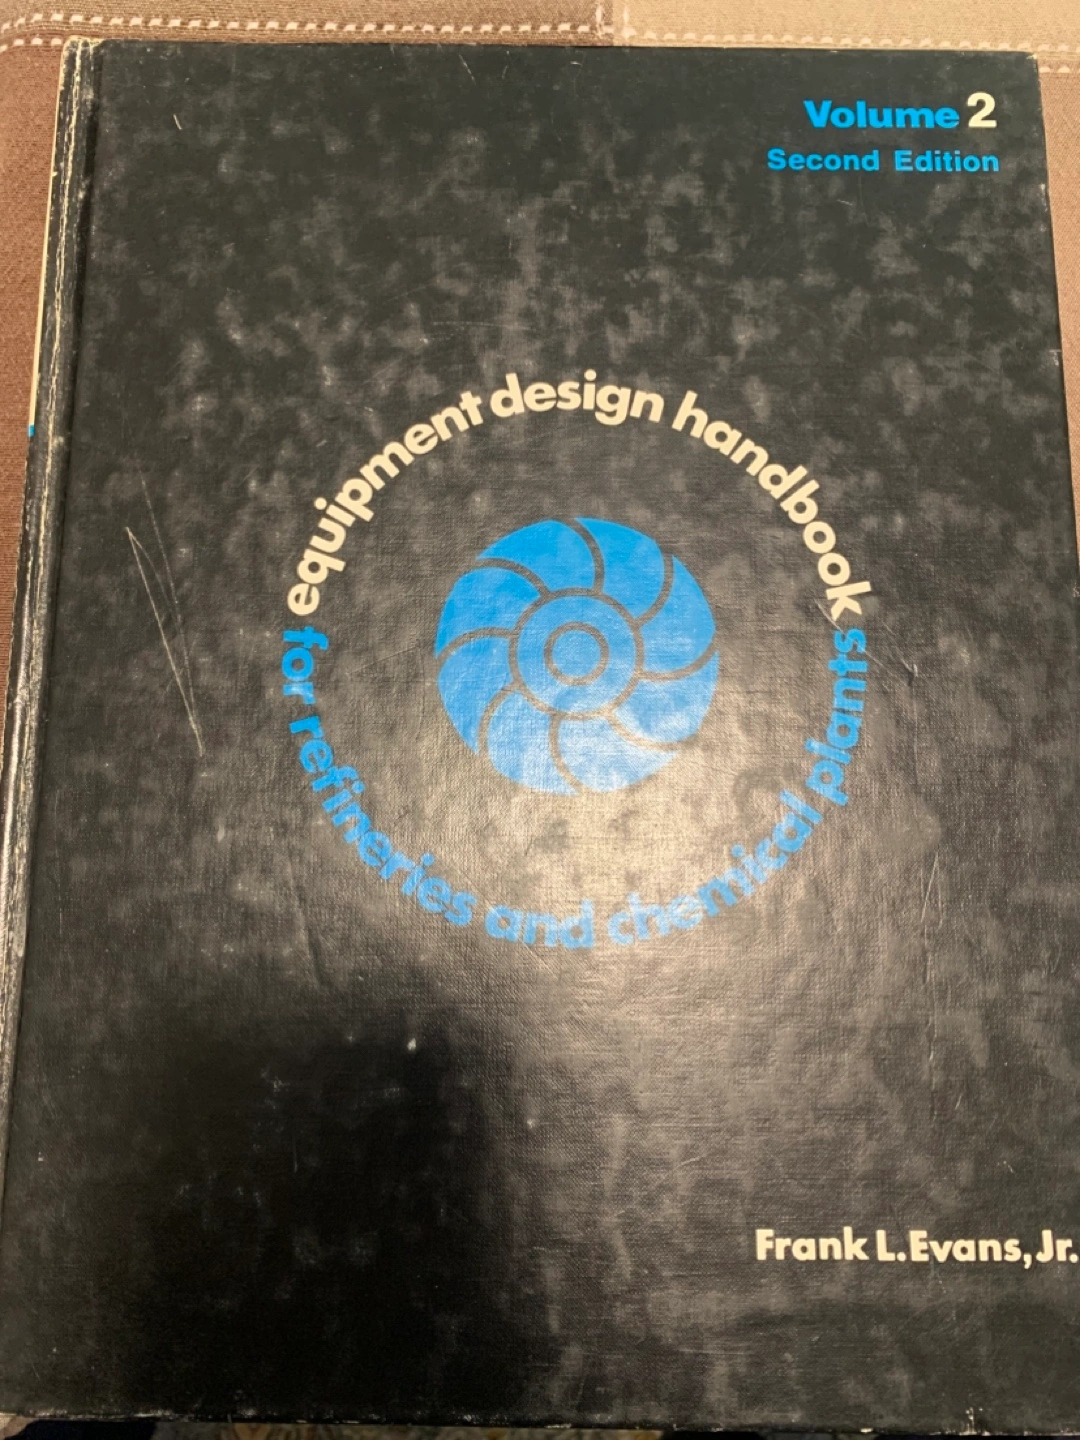 Volume 2
Second Edition
equipment design handbook
for refineries and chemical plants
Frank L. Evans, Jr.